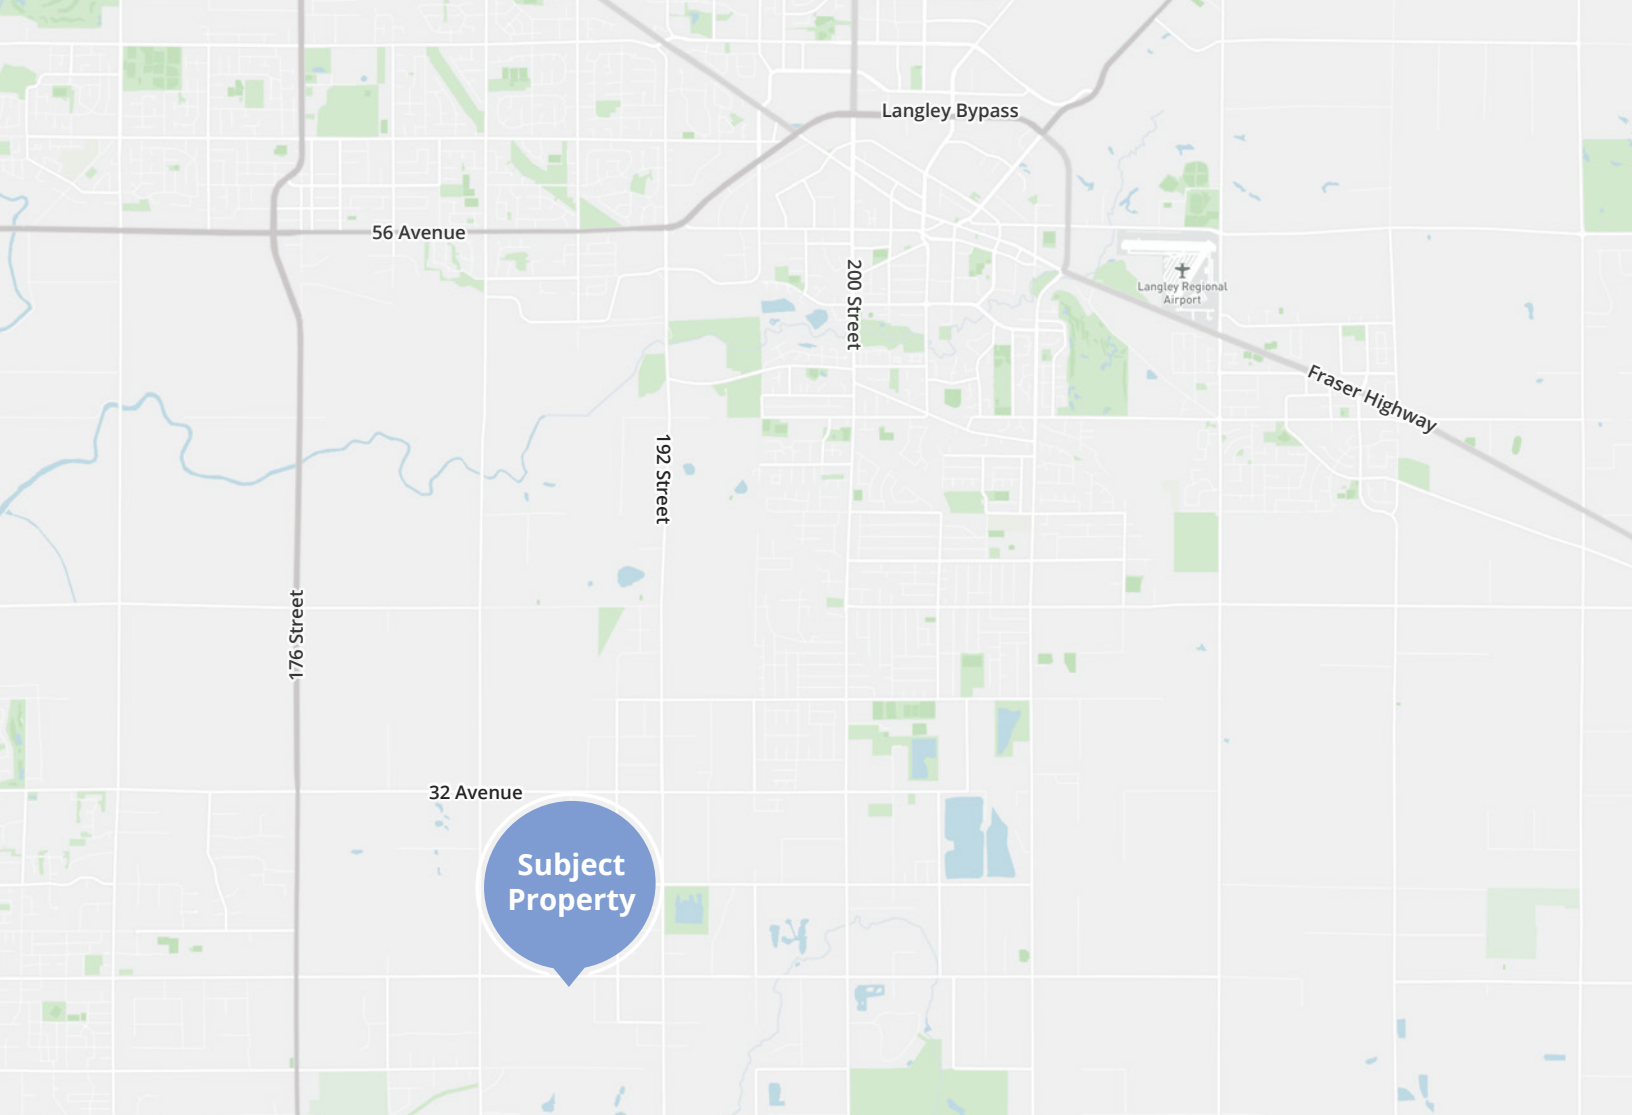 Langley Bypass
56 Avenue
200 Street
Langley Regional
Airport
Fraser Highway
192 Street
176 Street
32 Avenue
Subject
Property